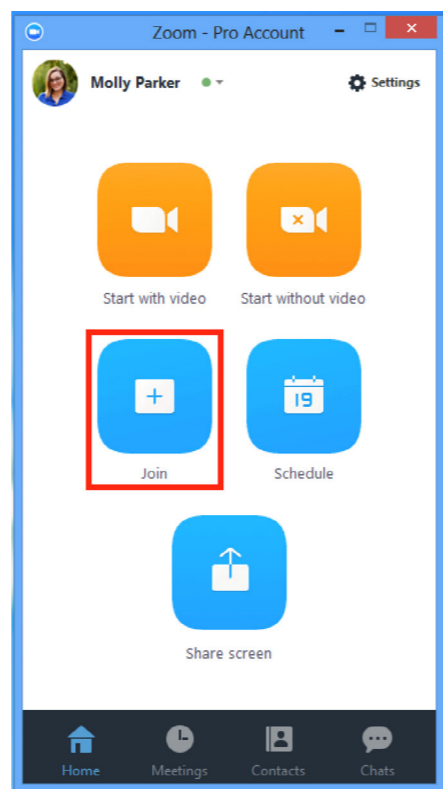 Zoom - Pro Account
Molly Parker
Settings
Start with video
Start without video
Join
19
Schedule
Share screen
Home
Meetings
Contacts
Chats